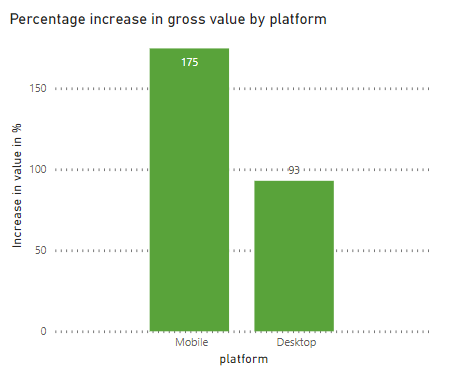 Percentage increase in gross value by platform
Increase in value in %
150
100
50
0
175
93
Mobile
Desktop
platform